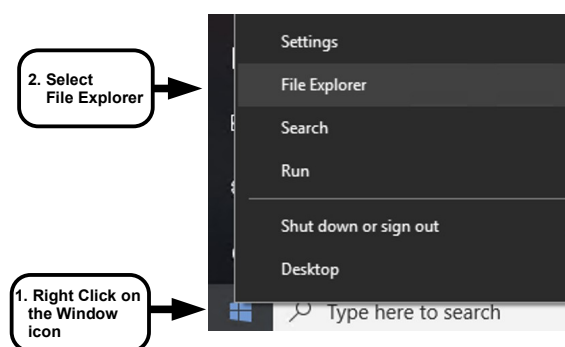 Settings
2. Select
File Explorer
File Explorer
Search
Run
Shut down or sign out
Desktop
1. Right Click on
the Window
icon
Type here to search